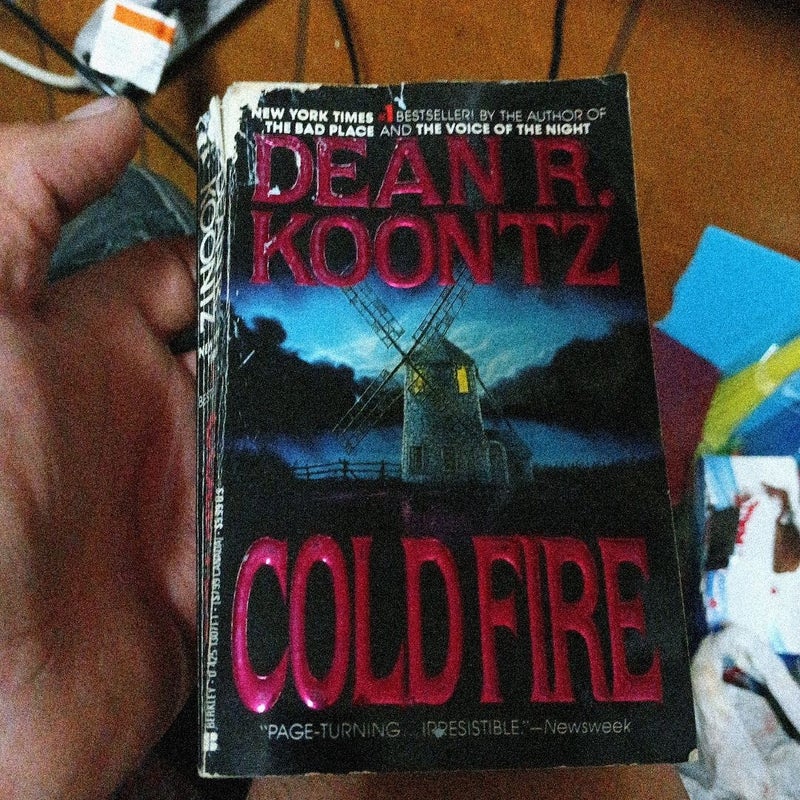 NEW YORK TIMES #1 BESTSELLER! BY THE AUTHOR OF
THE BAD PLACE AND THE VOICE OF THE NIGHT
DEAN R.
KOONTZ
COLD FIRE
"PAGE-TURNING... IRRESISTIBLE."—Newsweek
KOONTZ
BERKLEY